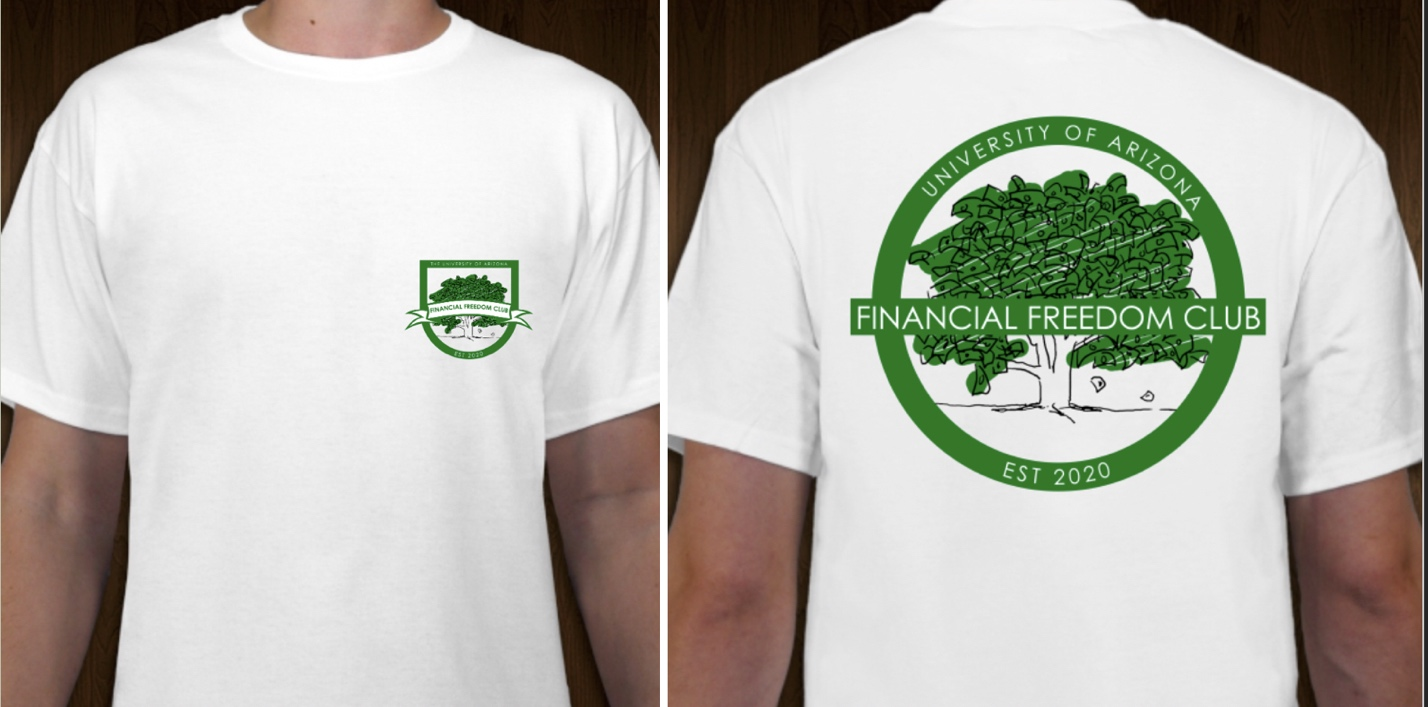 THE UNIVERSITY OF ARIZONA
FINANCIAL FREEDOM CLUB
EST 2020
UNIVERSITY OF ARIZONA
FINANCIAL FREEDOM CLUB
EST 2020